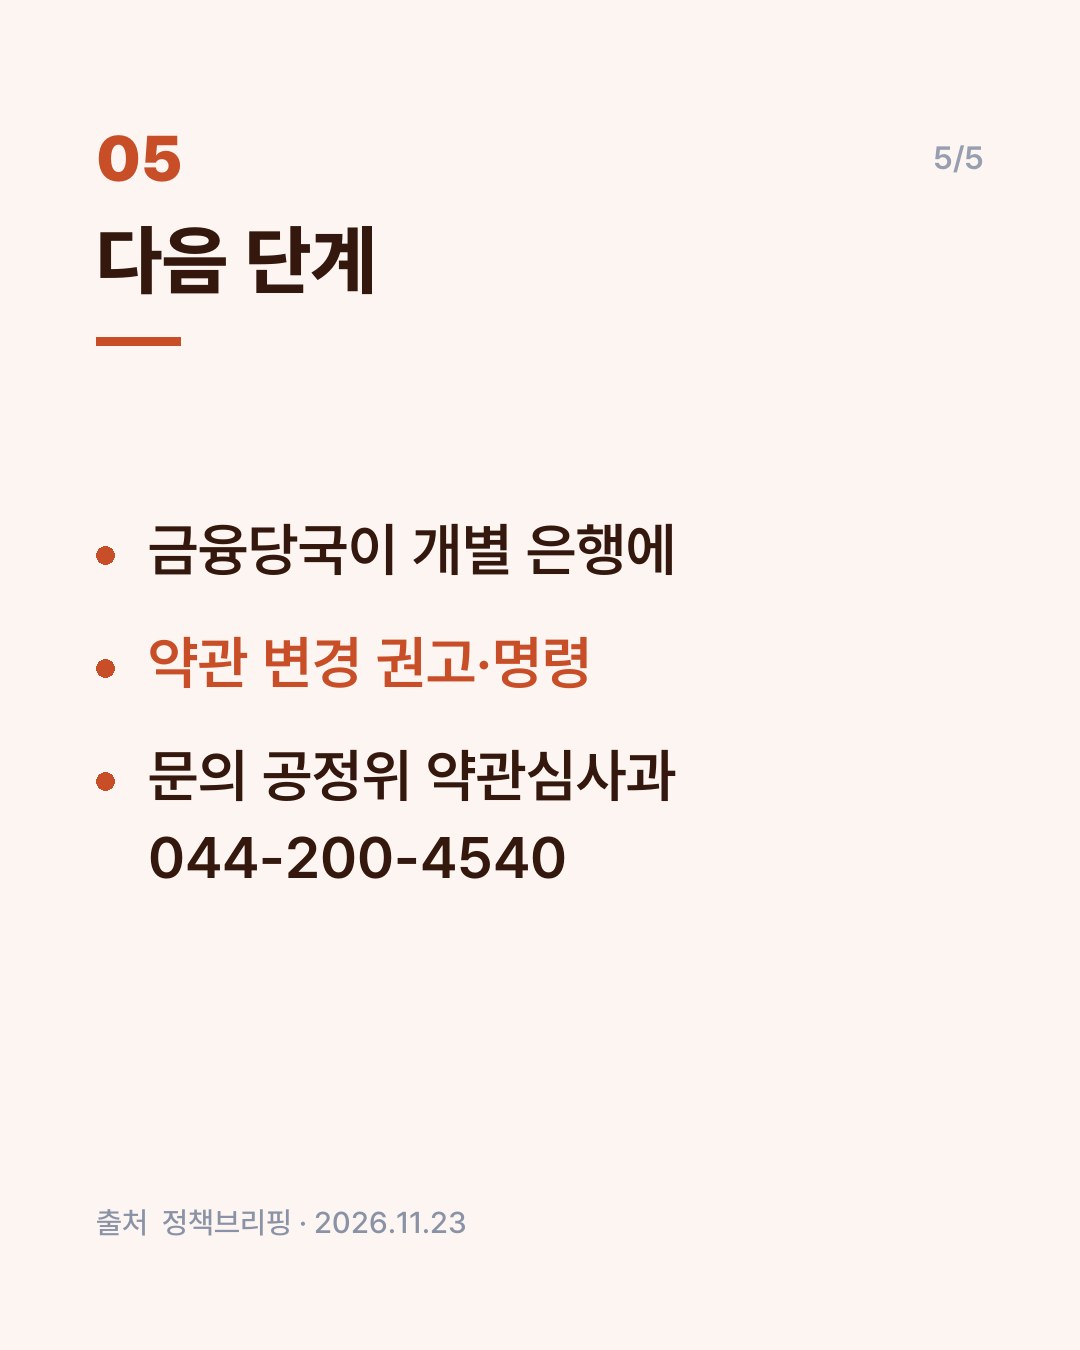 05
5/5
다음 단계
금융당국이 개별 은행에
약관 변경 권고·명령
문의 공정위 약관심사과
044-200-4540
출처 정책브리핑 · 2026.11.23